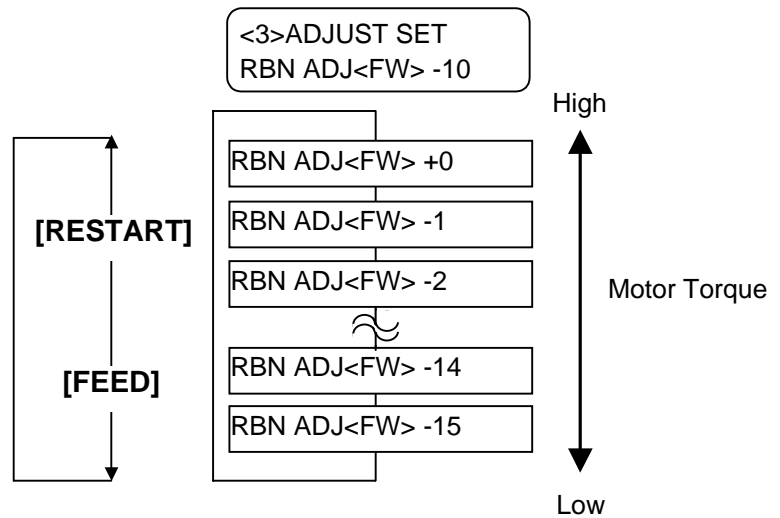 <3>ADJUST SET
RBN ADJ<FW> -10
High
RBN ADJ<FW> +0
RBN ADJ<FW> -1
[RESTART]
RBN ADJ<FW> -2
Motor Torque
RBN ADJ<FW> -14
[FEED]
RBN ADJ<FW> -15
Low